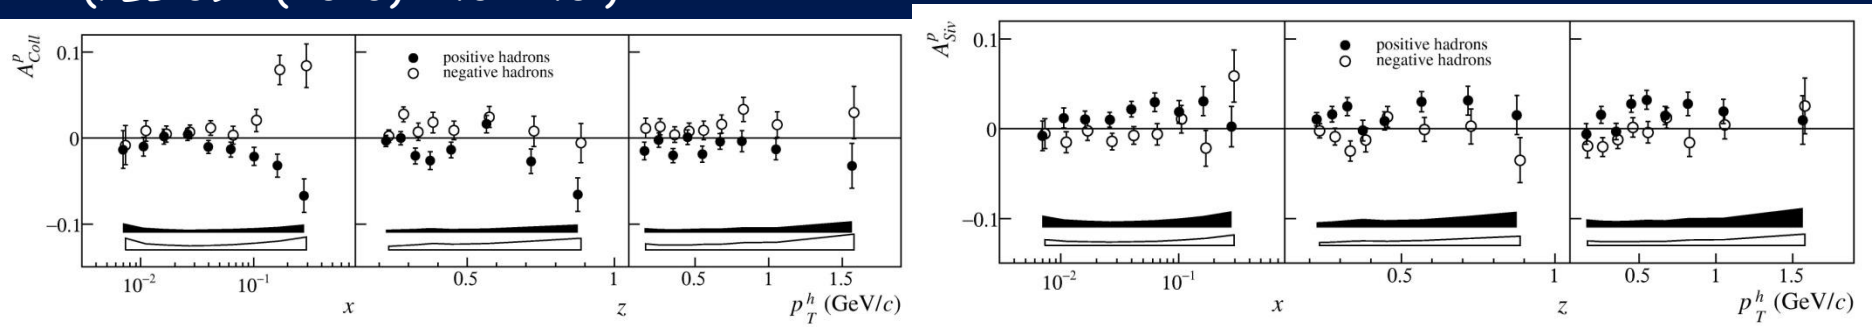 A^p_Coll
0.1
0
−0.1
positive hadrons
negative hadrons
10^−2 10^−1 0.5 1 0.5 1 1.5
x z p_T^h (GeV/c)
A^p_Siv
0.1
0
−0.1
positive hadrons
negative hadrons
10^−2 10^−1 0.5 1 0.5 1 1.5
x z p_T^h (GeV/c)